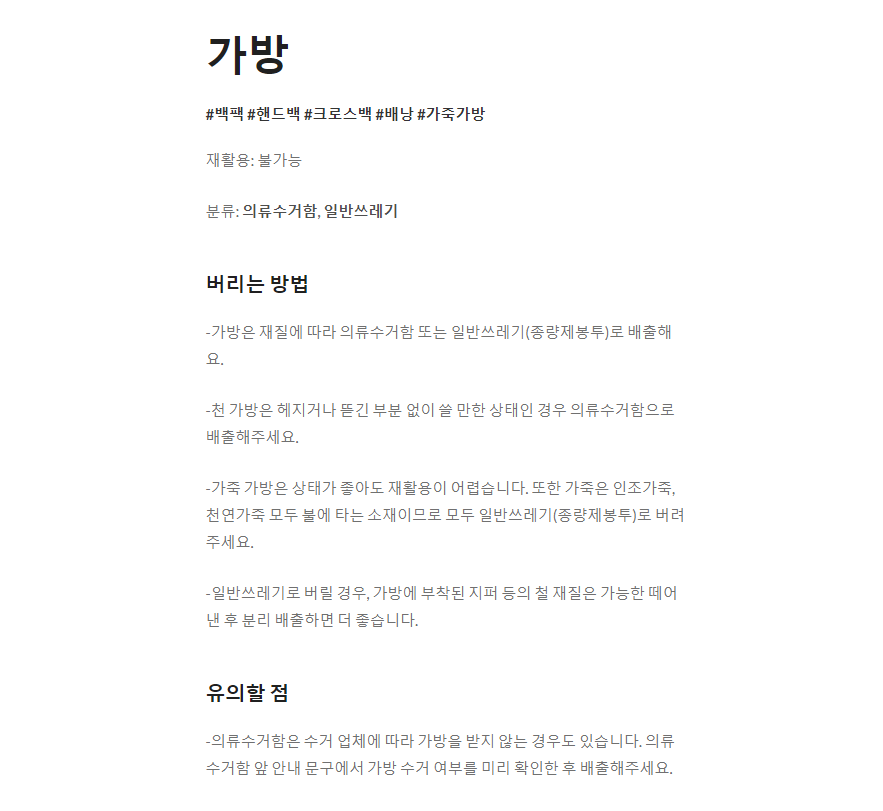 가방
#백팩 #핸드백 #크로스백 #배낭 #가죽가방
재활용: 불가능
분류: 의류수거함, 일반쓰레기
버리는 방법
-가방은 재질에 따라 의류수거함 또는 일반쓰레기(종량제봉투)로 배출해
요.
-천 가방은 헤지거나 뜯긴 부분 없이 쓸 만한 상태인 경우 의류수거함으로
배출해주세요.
-가죽 가방은 상태가 좋아도 재활용이 어렵습니다. 또한 가죽은 인조가죽,
천연가죽 모두 불에 타는 소재이므로 모두 일반쓰레기(종량제봉투)로 버려
주세요.
-일반쓰레기로 버릴 경우, 가방에 부착된 지퍼 등의 철 재질은 가능한 떼어
낸 후 분리 배출하면 더 좋습니다.
유의할 점
-의류수거함은 수거 업체에 따라 가방을 받지 않는 경우도 있습니다. 의류
수거함 앞 안내 문구에서 가방 수거 여부를 미리 확인한 후 배출해주세요.